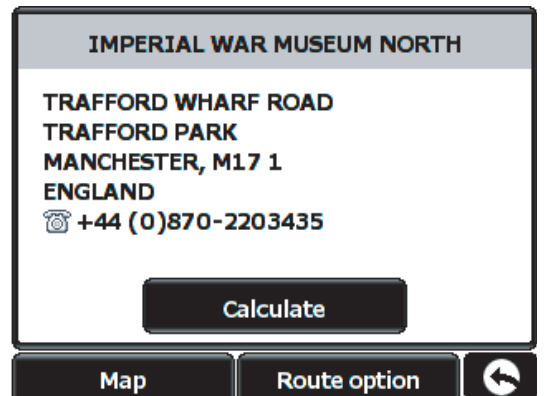 IMPERIAL WAR MUSEUM NORTH
TRAFFORD WHARF ROAD
TRAFFORD PARK
MANCHESTER, M17 1
ENGLAND
☏ +44 (0)870-2203435
Calculate
Map
Route option